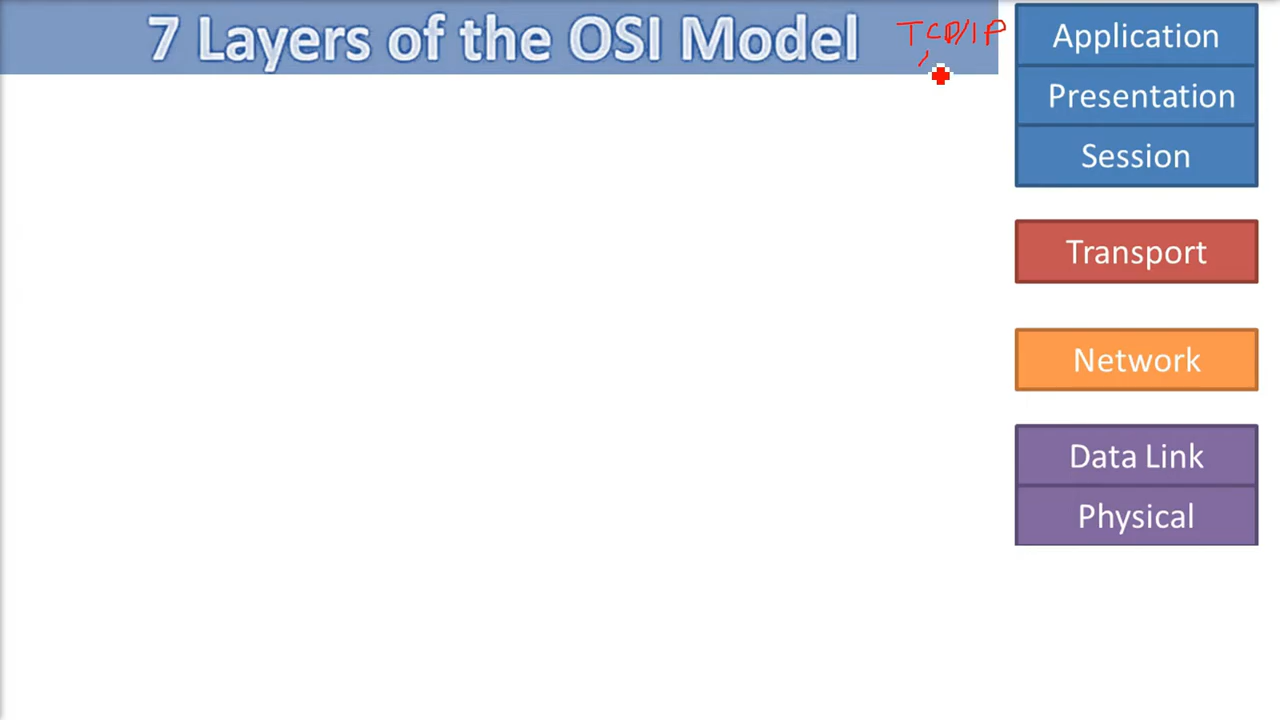 7 Layers of the OSI Model
TCP/IP
Application
Presentation
Session
Transport
Network
Data Link
Physical